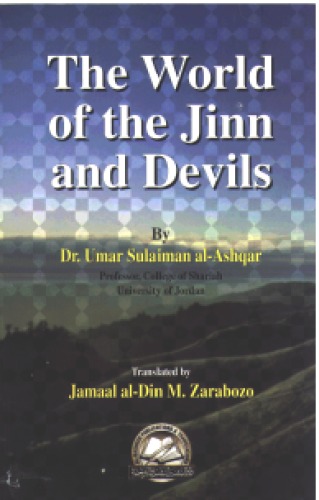 The World
of the Jinn
and Devils
By
Dr. Umar Sulaiman al-Ashqar
Professor, College of Shariah
University of Jordan
Translated by
Jamaal al-Din M. Zarabozo